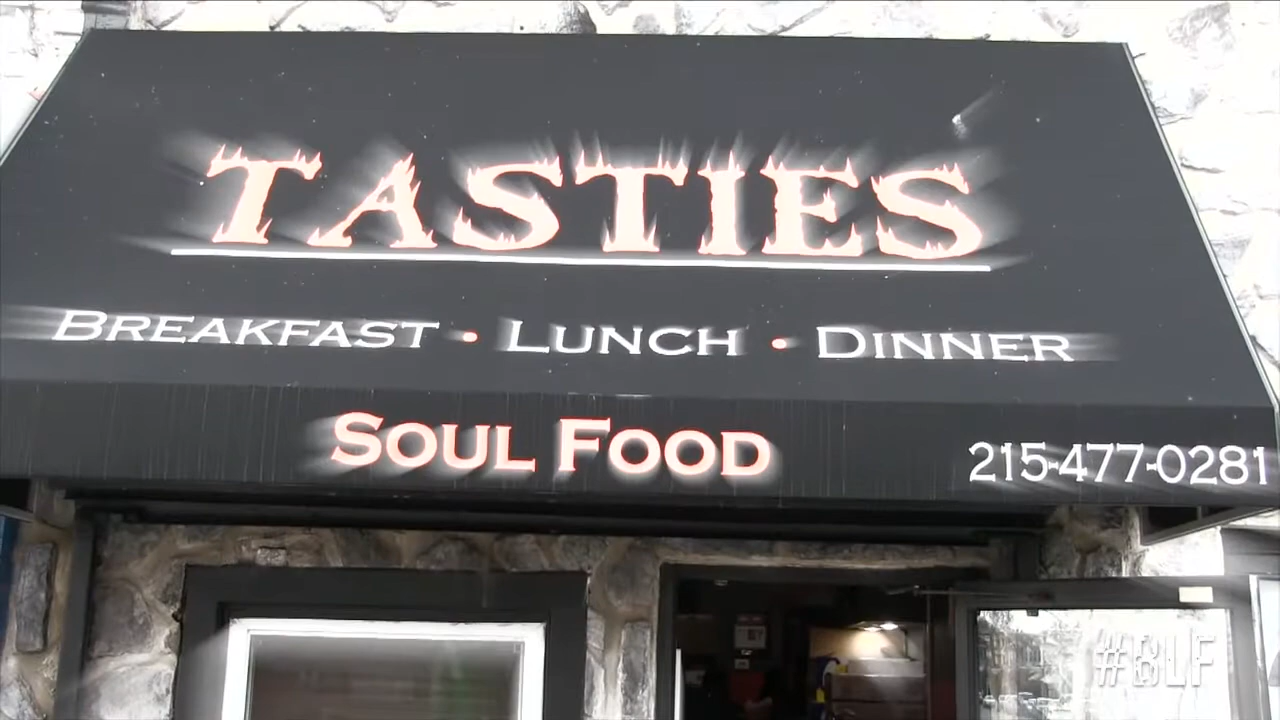 TASTIES
BREAKFAST • LUNCH • DINNER
SOUL FOOD
215-477-0281
#BLF